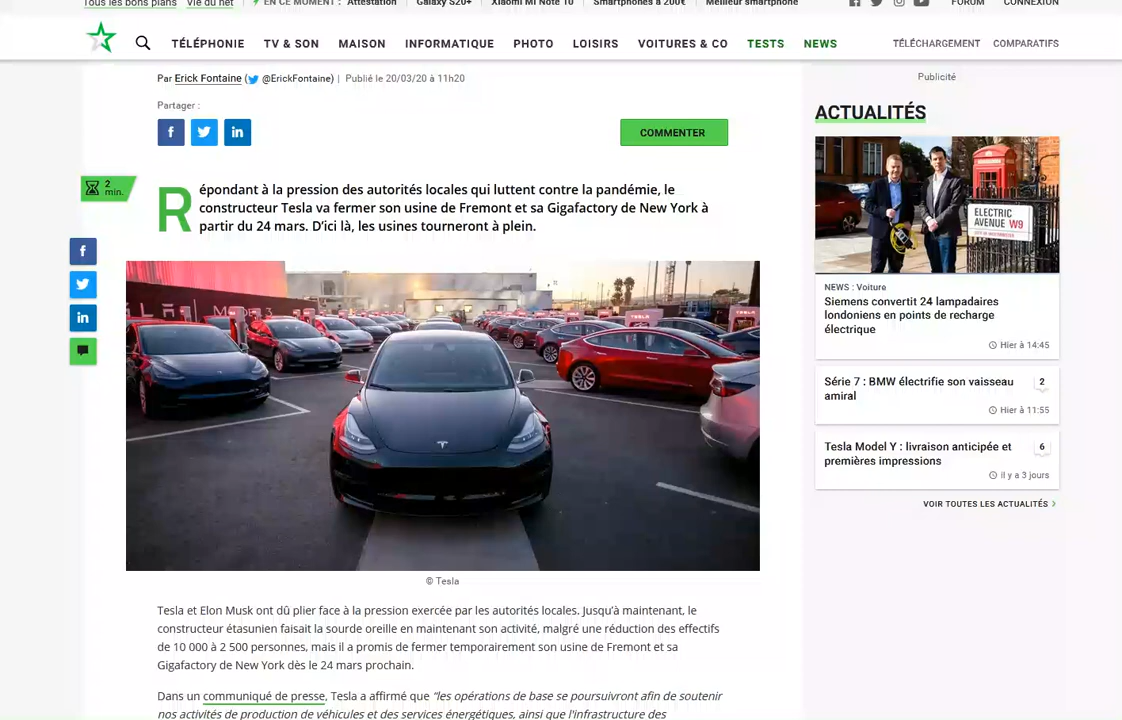 Tous les bons plans Vie du net EN CE MOMENT : Attestation Galaxy S20+ Xiaomi Mi Note 10 Smartphones à 200€ Meilleur smartphone FORUM CONNEXION
TÉLÉPHONIE TV & SON MAISON INFORMATIQUE PHOTO LOISIRS VOITURES & CO TESTS NEWS TÉLÉCHARGEMENT COMPARATIFS
Par Erick Fontaine (@ErickFontaine) | Publié le 20/03/20 à 11h20
Partager :
COMMENTER
2
min.
Répondant à la pression des autorités locales qui luttent contre la pandémie, le
constructeur Tesla va fermer son usine de Fremont et sa Gigafactory de New York à
partir du 24 mars. D'ici là, les usines tourneront à plein.
MODEL 3
TESLA
TESLA
© Tesla
Tesla et Elon Musk ont dû plier face à la pression exercée par les autorités locales. Jusqu'à maintenant, le
constructeur étasunien faisait la sourde oreille en maintenant son activité, malgré une réduction des effectifs
de 10 000 à 2 500 personnes, mais il a promis de fermer temporairement son usine de Fremont et sa
Gigafactory de New York dès le 24 mars prochain.
Dans un communiqué de presse, Tesla a affirmé que "les opérations de base se poursuivront afin de soutenir
nos activités de production de véhicules et des services énergétiques, ainsi que l'infrastructure des
Publicité
ACTUALITÉS
ELECTRIC
AVENUE W9
CITY OF WESTMINSTER
NEWS : Voiture
Siemens convertit 24 lampadaires
londoniens en points de recharge
électrique
Hier à 14:45
Série 7 : BMW électrifie son vaisseau
amiral
2
Hier à 11:55
Tesla Model Y : livraison anticipée et
premières impressions
6
il y a 3 jours
VOIR TOUTES LES ACTUALITÉS